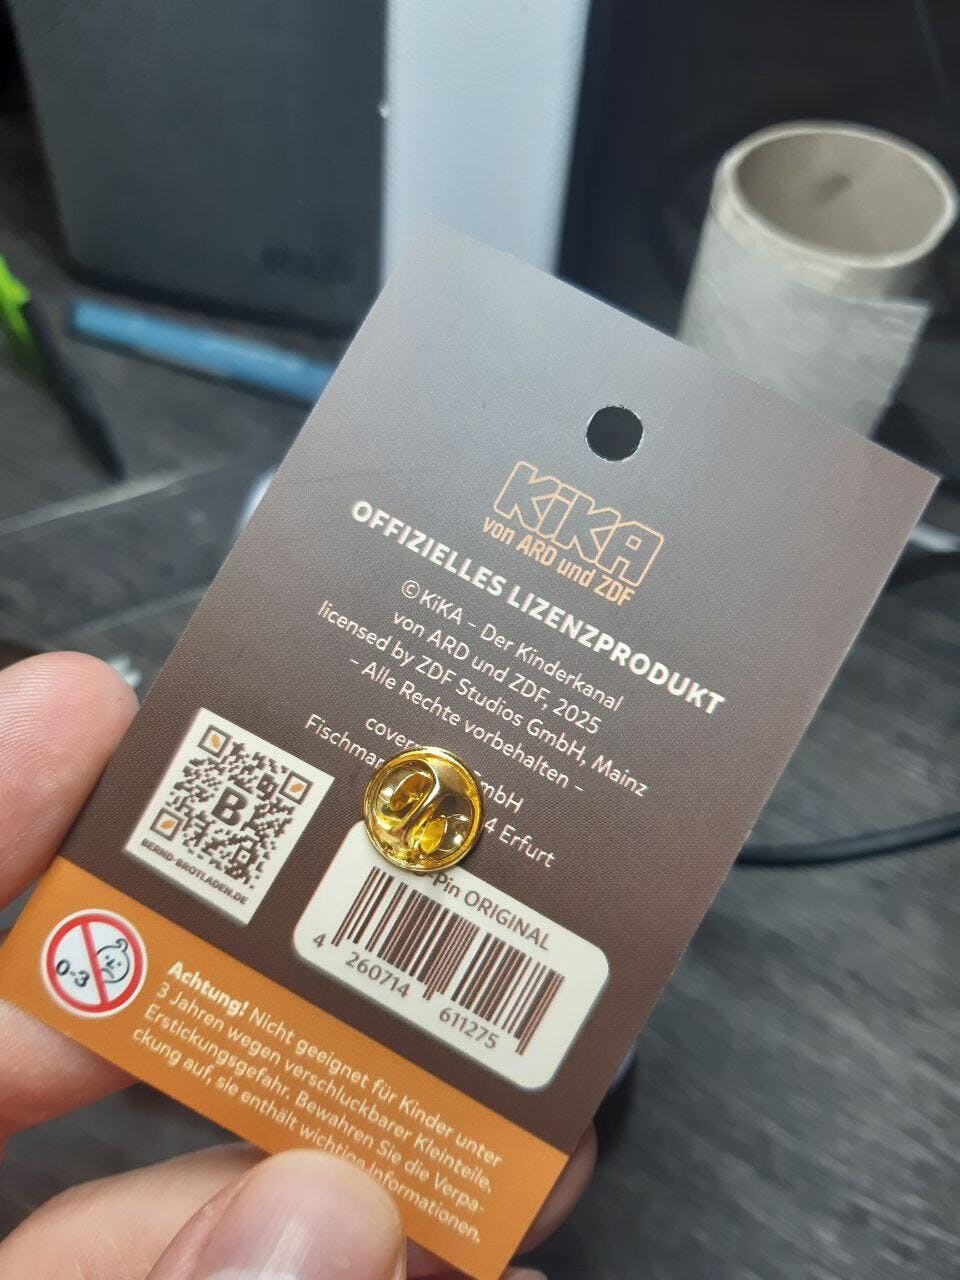 KiKA
von ARD und ZDF
OFFIZIELLES LIZENZPRODUKT
© KiKA – Der Kinderkanal
von ARD und ZDF, 2025
licensed by ZDF Studios GmbH, Mainz
– Alle Rechte vorbehalten –
4 Erfurt
B
BERND-BROTLADEN.DE
-Pin ORIGINAL
4 260714 611275
0-3
Achtung! Nicht geeignet für Kinder unter
3 Jahren wegen verschluckbarer Kleinteile,
Erstickungsgefahr. Bewahren Sie die Verpa-
ckung auf, sie enthält wichtige Informationen.